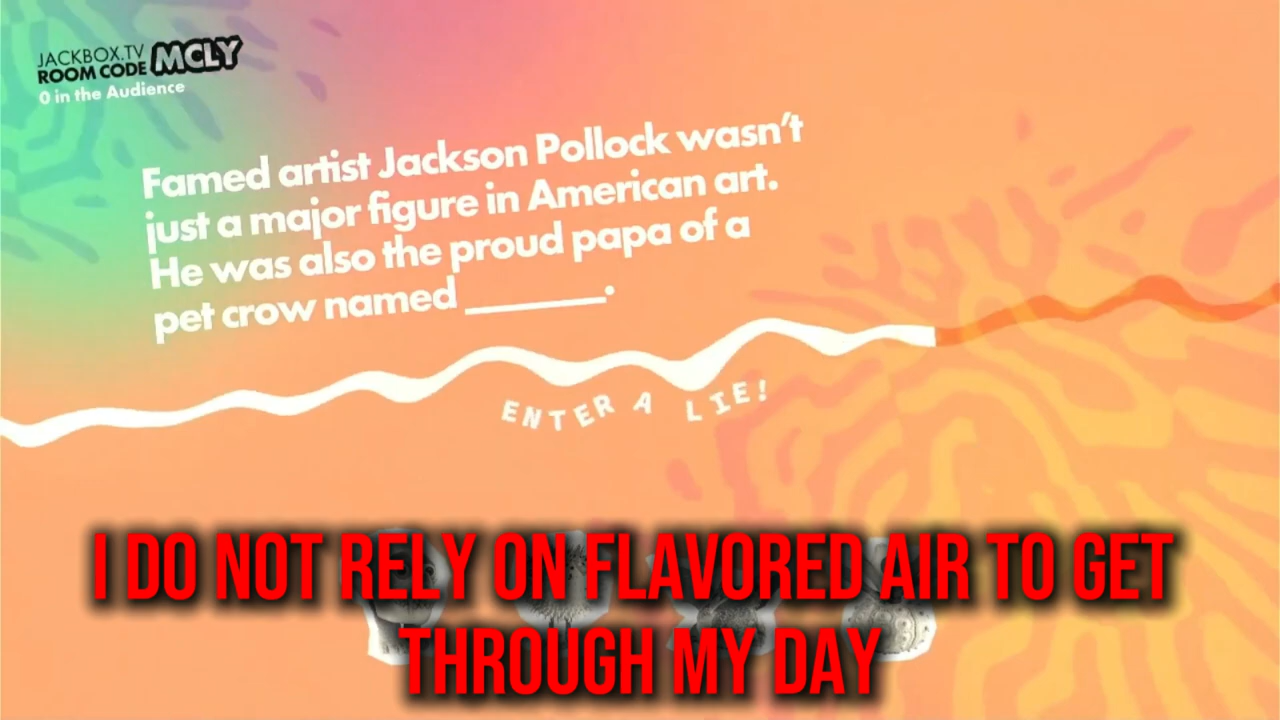 JACKBOX.TV
ROOM CODE MCLY
0 in the Audience
Famed artist Jackson Pollock wasn't
just a major figure in American art.
He was also the proud papa of a
pet crow named _______.
ENTER A LIE!
I DO NOT RELY ON FLAVORED AIR TO GET
THROUGH MY DAY